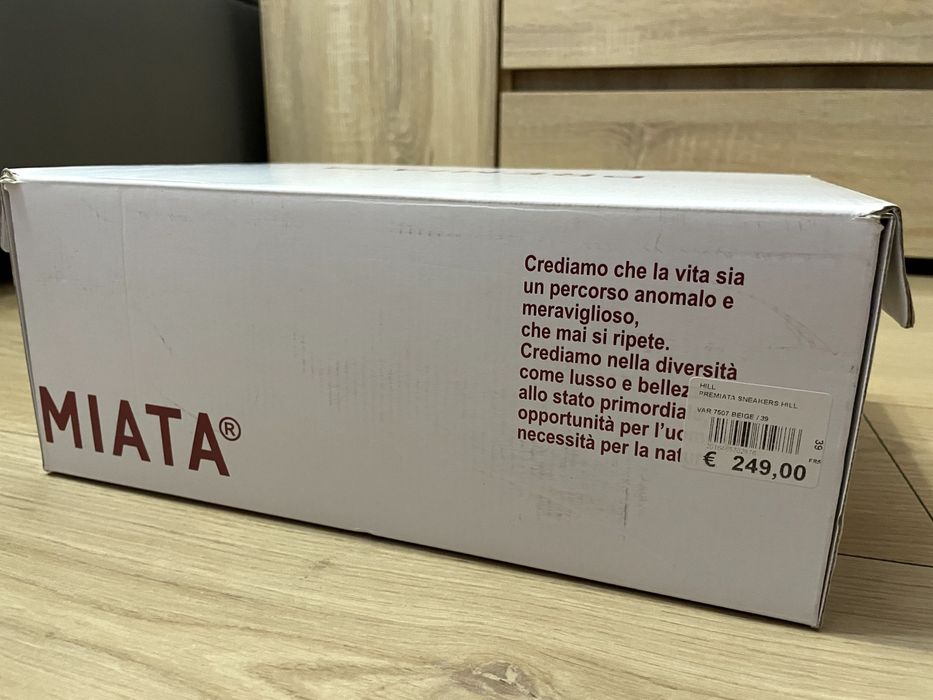 MIATA®
Crediamo che la vita sia
un percorso anomalo e
meraviglioso,
che mai si ripete.
Crediamo nella diversità
come lusso e bellez
allo stato primordia
opportunità per l'uo
necessità per la nat
HILL
PREMIATA SNEAKERS HILL
VAR 7507 BEIGE / 39
39
€ 249,00